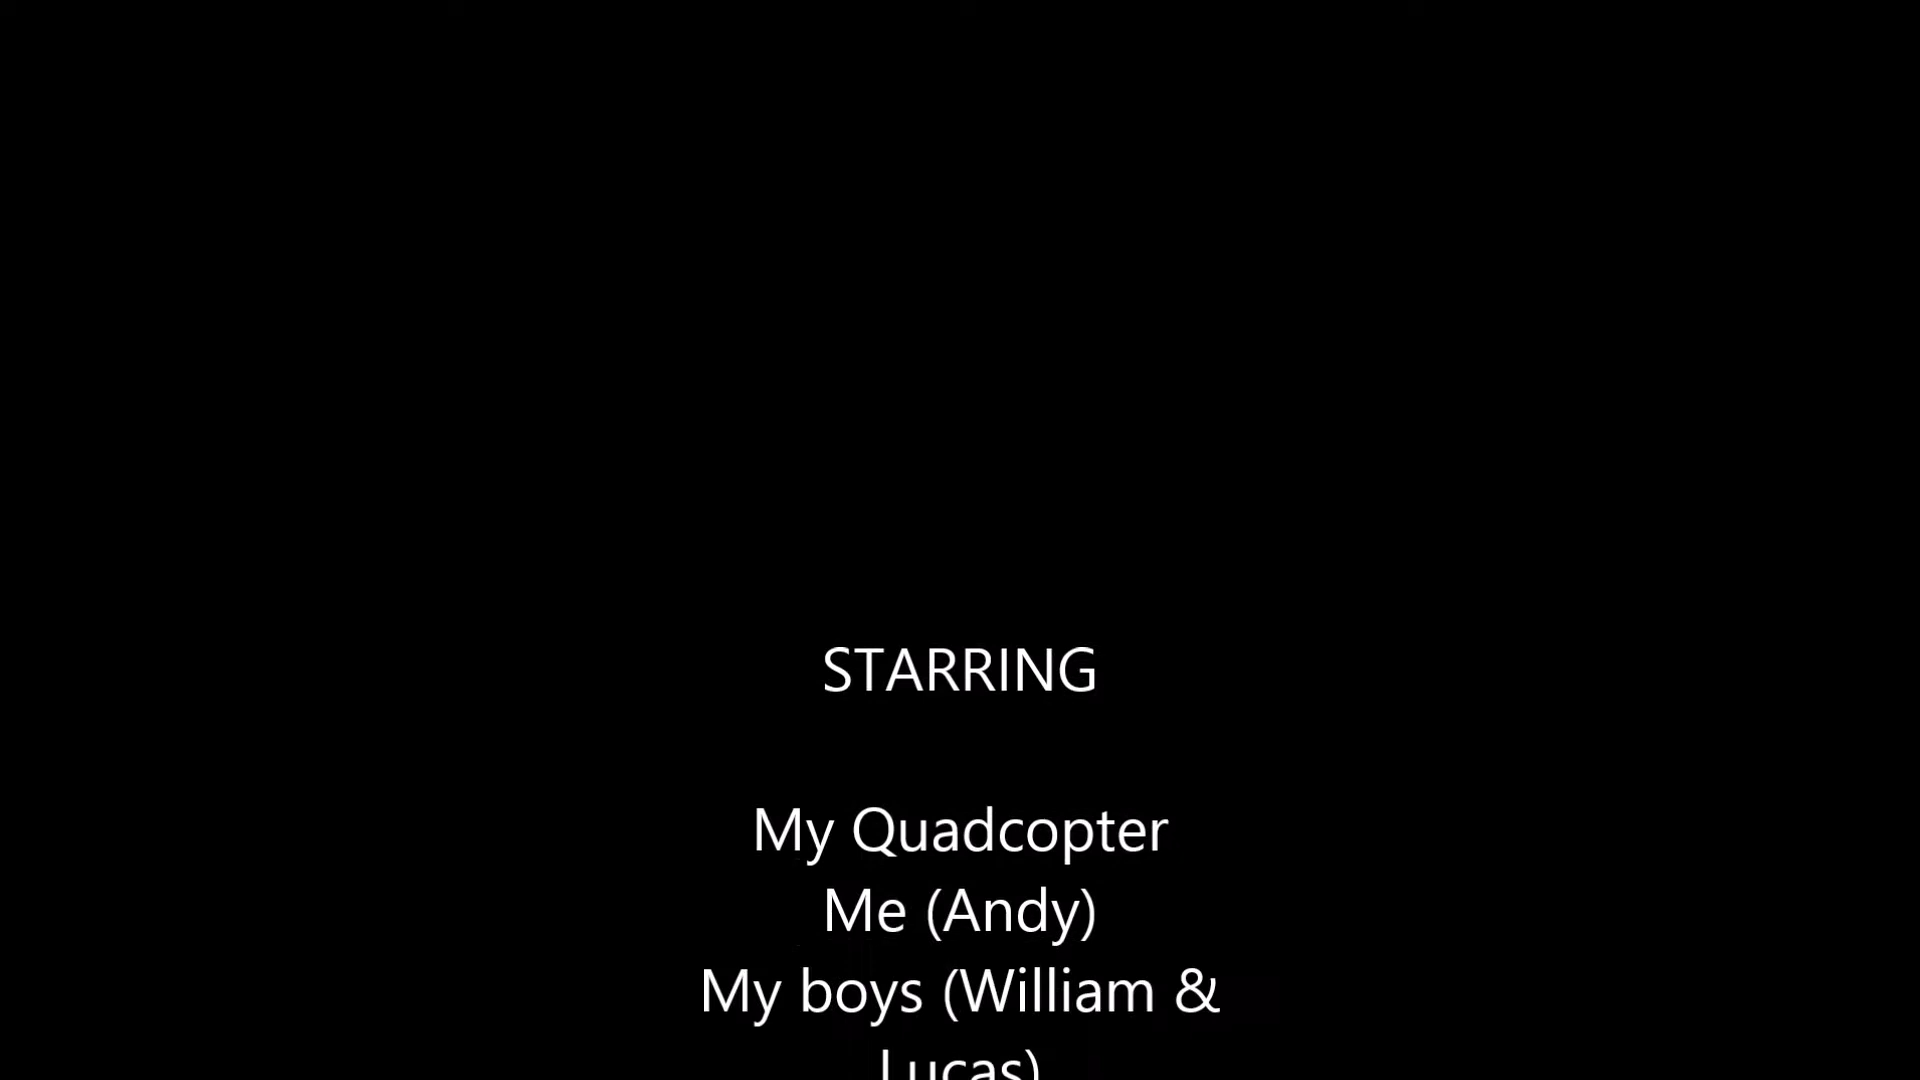 STARRING
My Quadcopter
Me (Andy)
My boys (William &
Lucas)